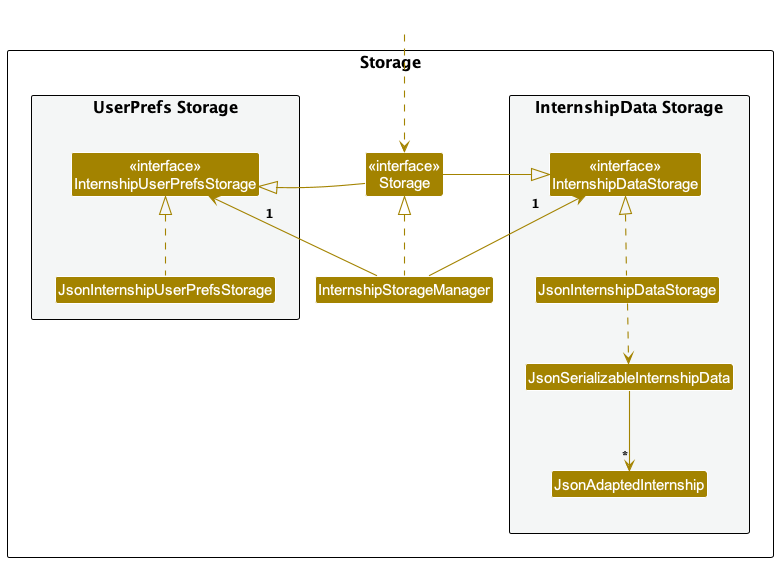 Storage
UserPrefs Storage
InternshipData Storage
«interface»
InternshipUserPrefsStorage
«interface»
Storage
«interface»
InternshipDataStorage
1
1
JsonInternshipUserPrefsStorage
InternshipStorageManager
JsonInternshipDataStorage
JsonSerializableInternshipData
*
JsonAdaptedInternship